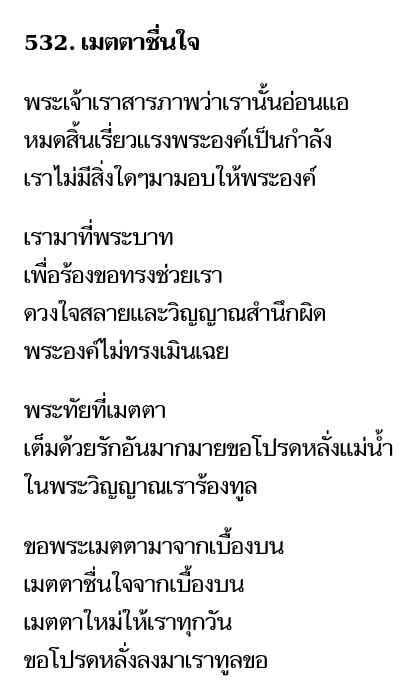 532. เมตตาชื่นใจ
พระเจ้าเราสารภาพว่าเรานั้นอ่อนแอ
หมดสิ้นเรี่ยวแรงพระองค์เป็นกำลัง
เราไม่มีสิ่งใดๆมามอบให้พระองค์
เรามาที่พระบาท
เพื่อร้องขอทรงช่วยเรา
ดวงใจสลายและวิญญาณสำนึกผิด
พระองค์ไม่ทรงเมินเฉย
พระทัยที่เมตตา
เต็มด้วยรักอันมากมายขอโปรดหลั่งแม่น้ำ
ในพระวิญญาณเราร้องทูล
ขอพระเมตตามาจากเบื้องบน
เมตตาชื่นใจจากเบื้องบน
เมตตาใหม่ให้เราทุกวัน
ขอโปรดหลั่งลงมาเราทูลขอ